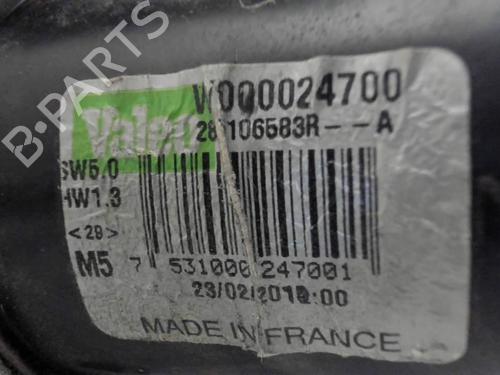 B-PARTS
W000024700
Valeo
28106583R--A
SW5.0
HW1.3
<28>
M5 7 531000 247001
MADE IN FRANCE